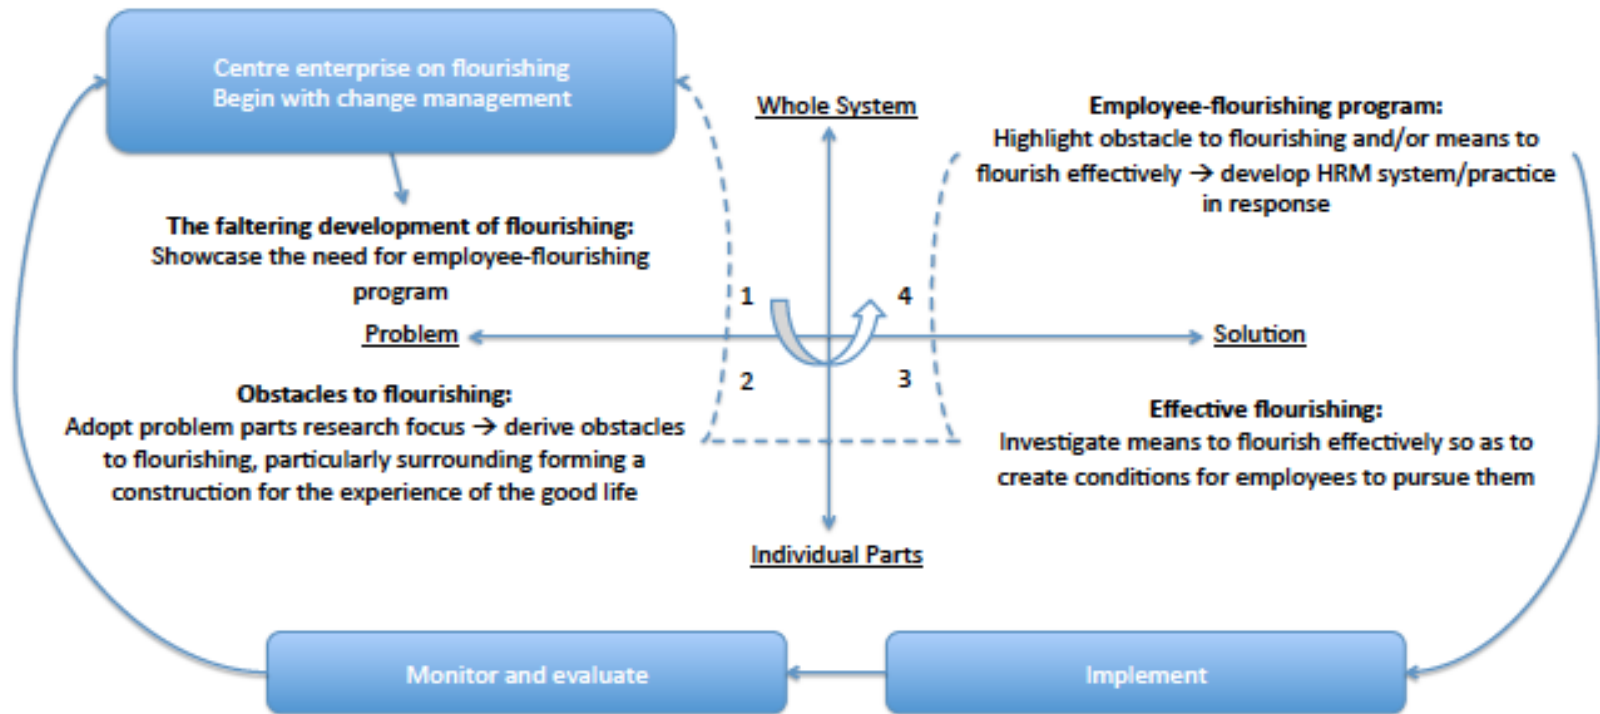 Centre enterprise on flourishing
Begin with change management
Whole System
Employee-flourishing program:
Highlight obstacle to flourishing and/or means to
flourish effectively → develop HRM system/practice
in response
The faltering development of flourishing:
Showcase the need for employee-flourishing
program
1
4
Problem
Solution
2
3
Obstacles to flourishing:
Adopt problem parts research focus → derive obstacles
to flourishing, particularly surrounding forming a
construction for the experience of the good life
Effective flourishing:
Investigate means to flourish effectively so as to
create conditions for employees to pursue them
Individual Parts
Monitor and evaluate
Implement